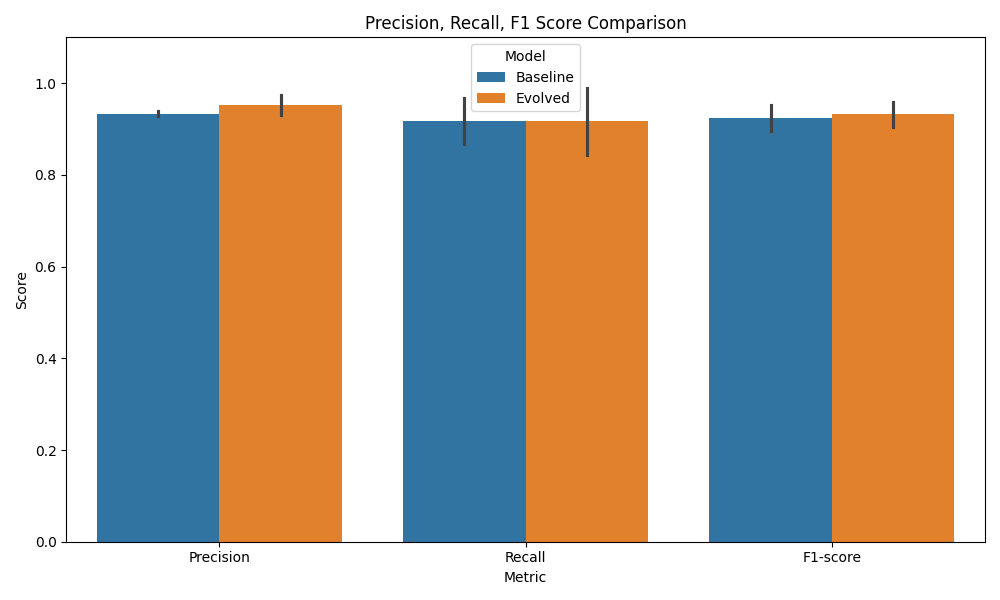 Precision, Recall, F1 Score Comparison
Model
Baseline
Evolved
1.0
0.8
0.6
0.4
0.2
0.0
Score
Precision
Recall
F1-score
Metric